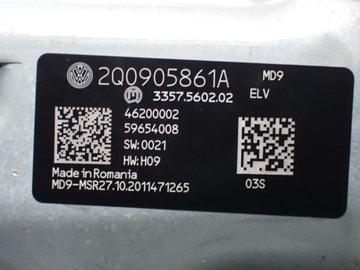 2Q0905861A MD9
3357.5602.02 ELV
46200002
59654008
SW:0021
HW:H09
Made in Romania
MD9-MSR27.10.2011471265
03S